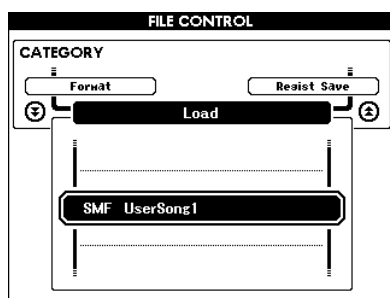 FILE CONTROL
CATEGORY
Format
Regist Save
Load
SMF UserSong1